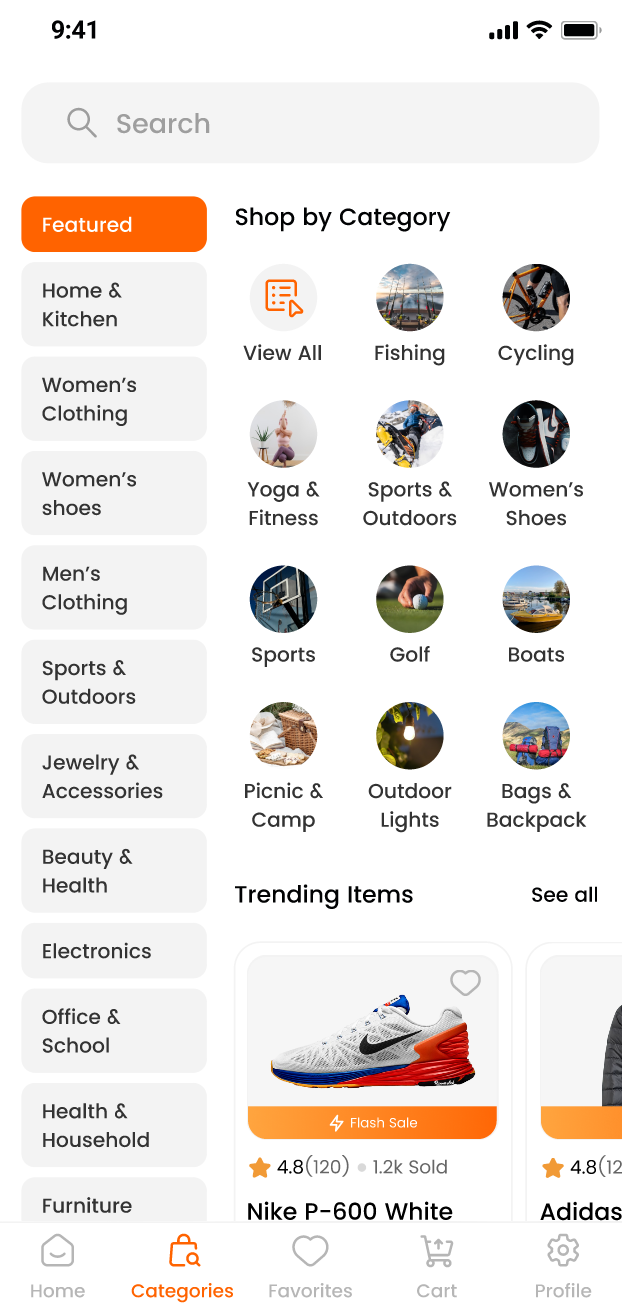 9:41
Search
Featured
Home &
Kitchen
Women’s
Clothing
Women’s
shoes
Men’s
Clothing
Sports &
Outdoors
Jewelry &
Accessories
Beauty &
Health
Electronics
Office &
School
Health &
Household
Furniture
Shop by Category
View All
Fishing
Cycling
Yoga &
Fitness
Sports &
Outdoors
Women’s
Shoes
Sports
Golf
Boats
Picnic &
Camp
Outdoor
Lights
Bags &
Backpack
Trending Items
See all
Flash Sale
4.8(120) 1.2k Sold
Nike P-600 White
4.8(12
Adidas
Home
Categories
Favorites
Cart
Profile